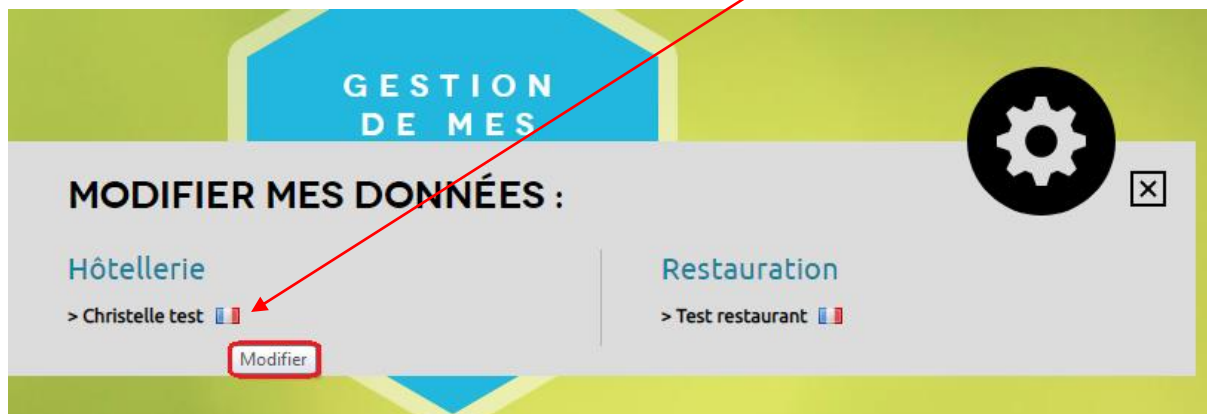 GESTION
DE MES
MODIFIER MES DONNÉES :
Hôtellerie
> Christelle test
Modifier
Restauration
> Test restaurant